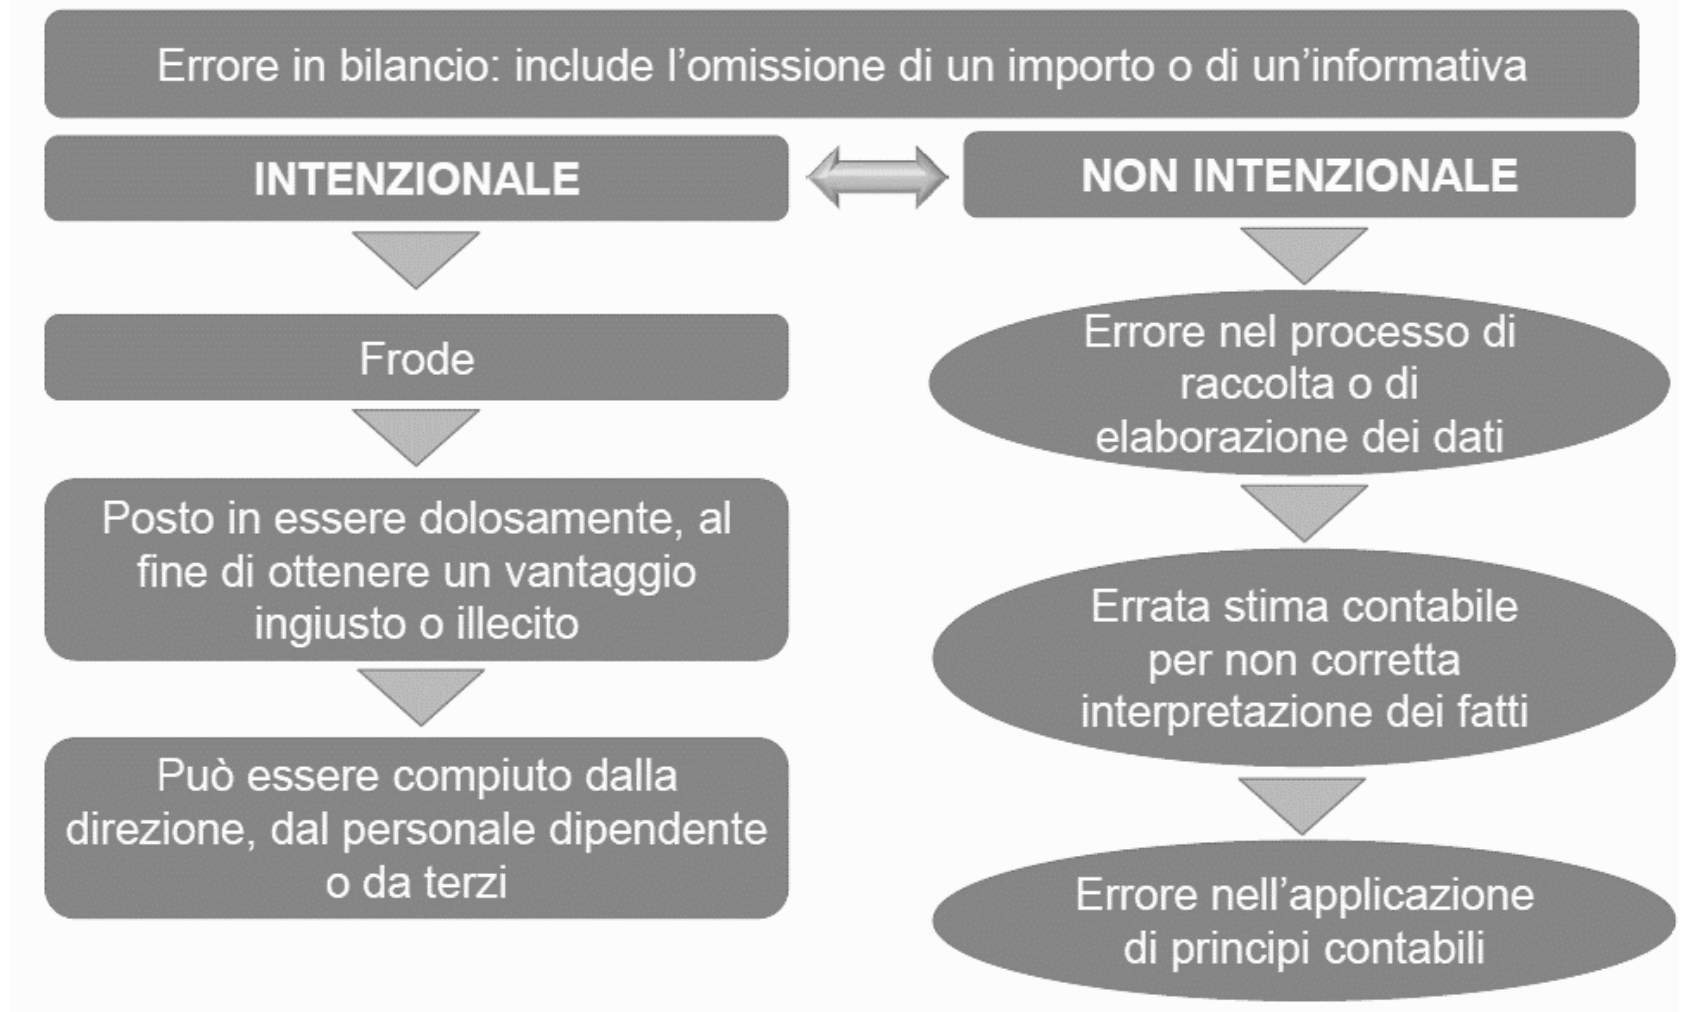 Errore in bilancio: include l’omissione di un importo o di un’informativa
INTENZIONALE
NON INTENZIONALE
Frode
Posto in essere dolosamente, al
fine di ottenere un vantaggio
ingiusto o illecito
Può essere compiuto dalla
direzione, dal personale dipendente
o da terzi
Errore nel processo di
raccolta o di
elaborazione dei dati
Errata stima contabile
per non corretta
interpretazione dei fatti
Errore nell’applicazione
di principi contabili